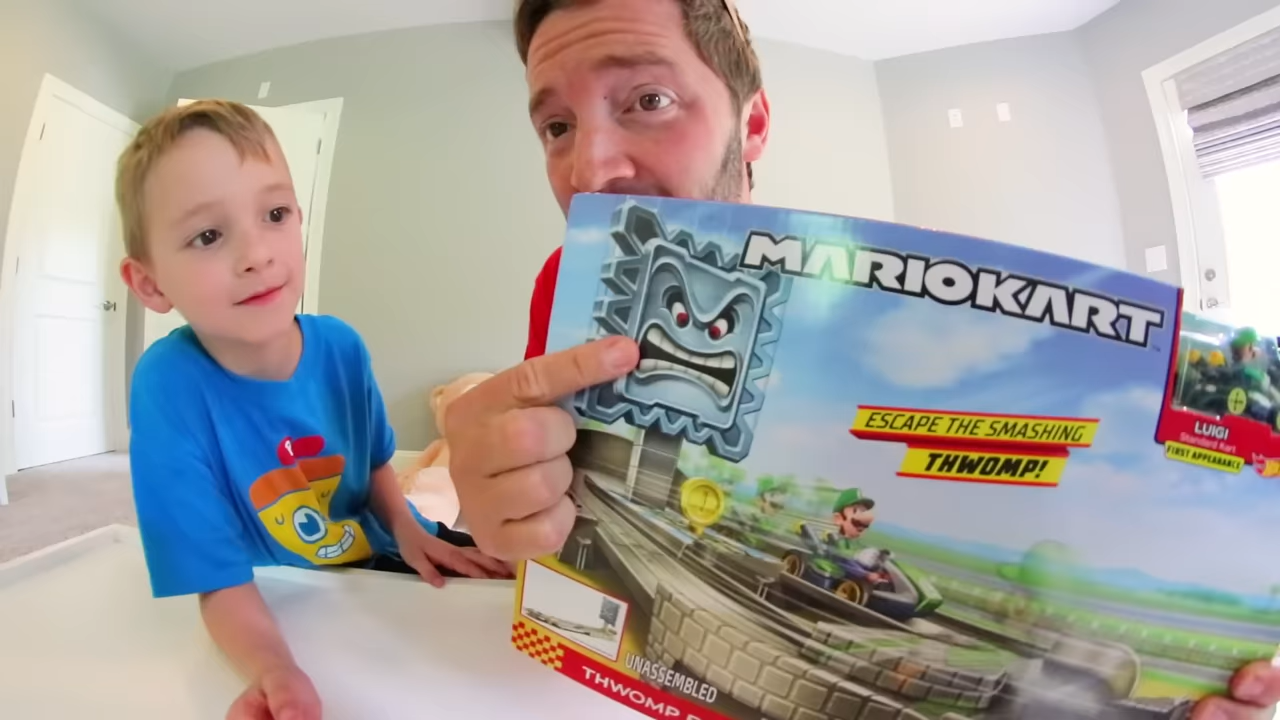 MARIOKART
ESCAPE THE SMASHING
THWOMP!
LUIGI
Standard Kart
FIRST APPEARANCE
UNASSEMBLED
THWOMP